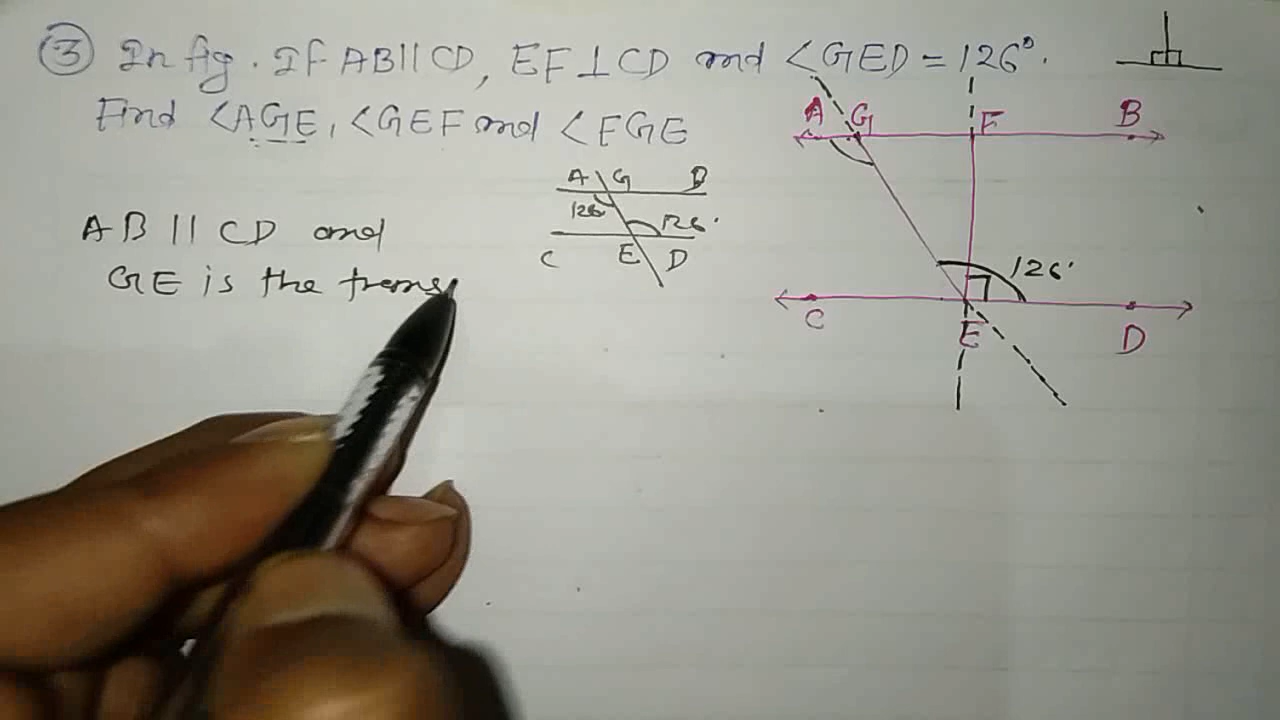 ③ In fig. If AB∥CD, EF⊥CD and ∠GED = 126°.
Find ∠AGE, ∠GEF and ∠FGE
A G F B
A G B
126 126°
C E D
AB ∥ CD and
GE is the trans
126°
C E D